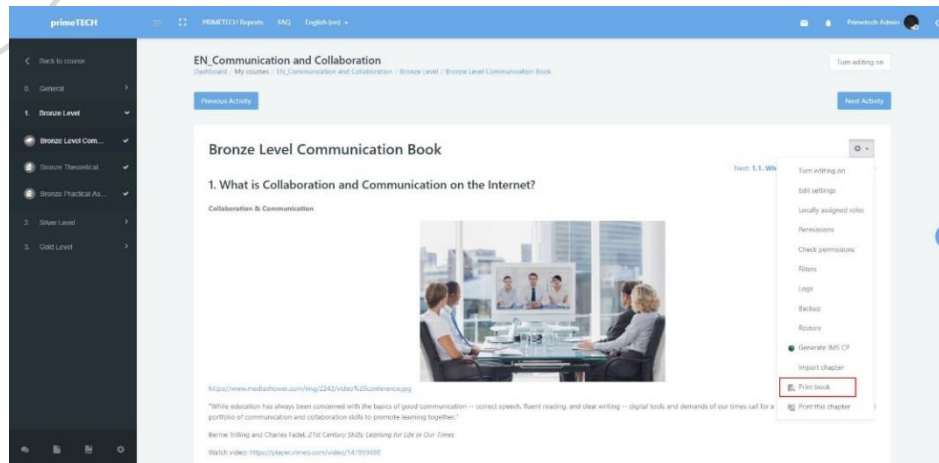 primeTECH
PRIMETECH Reports FAQ English (en)
Primetech Admin
Back to course
0. General
1. Bronze Level
Bronze Level Com...
Bronze Theoretical
Bronze Practical As...
2. Silver Level
3. Gold Level
EN_Communication and Collaboration
Dashboard / My courses / EN_Communication and Collaboration / Bronze Level / Bronze Level Communication Book
Turn editing on
Previous Activity
Next Activity
Bronze Level Communication Book
Next: 1.1.
1. What is Collaboration and Communication on the Internet?
Collaboration & Communication
Turn editing on
Edit settings
Locally assigned roles
Permissions
Check permissions
Filters
Logs
Backup
Restore
Generate IMS CP
Import chapter
Print book
Print this chapter
https://www.mediashower.com/img/2242/video%20conference.jpg
"While education has always been concerned with the basics of good communication -- correct speech, fluent reading, and clear writing -- digital tools and demands of our times call for a
portfolio of communication and collaboration skills to promote learning together."
Bernie Trilling and Charles Fadel, 21st Century Skills: Learning for Life in Our Times
Watch video: https://player.vimeo.com/video/147959488